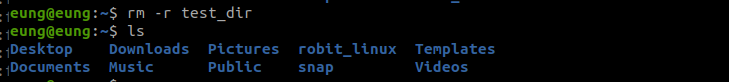 eung@eung:~$ rm -r test_dir
eung@eung:~$ ls
Desktop Downloads Pictures robit_linux Templates
Documents Music Public snap Videos